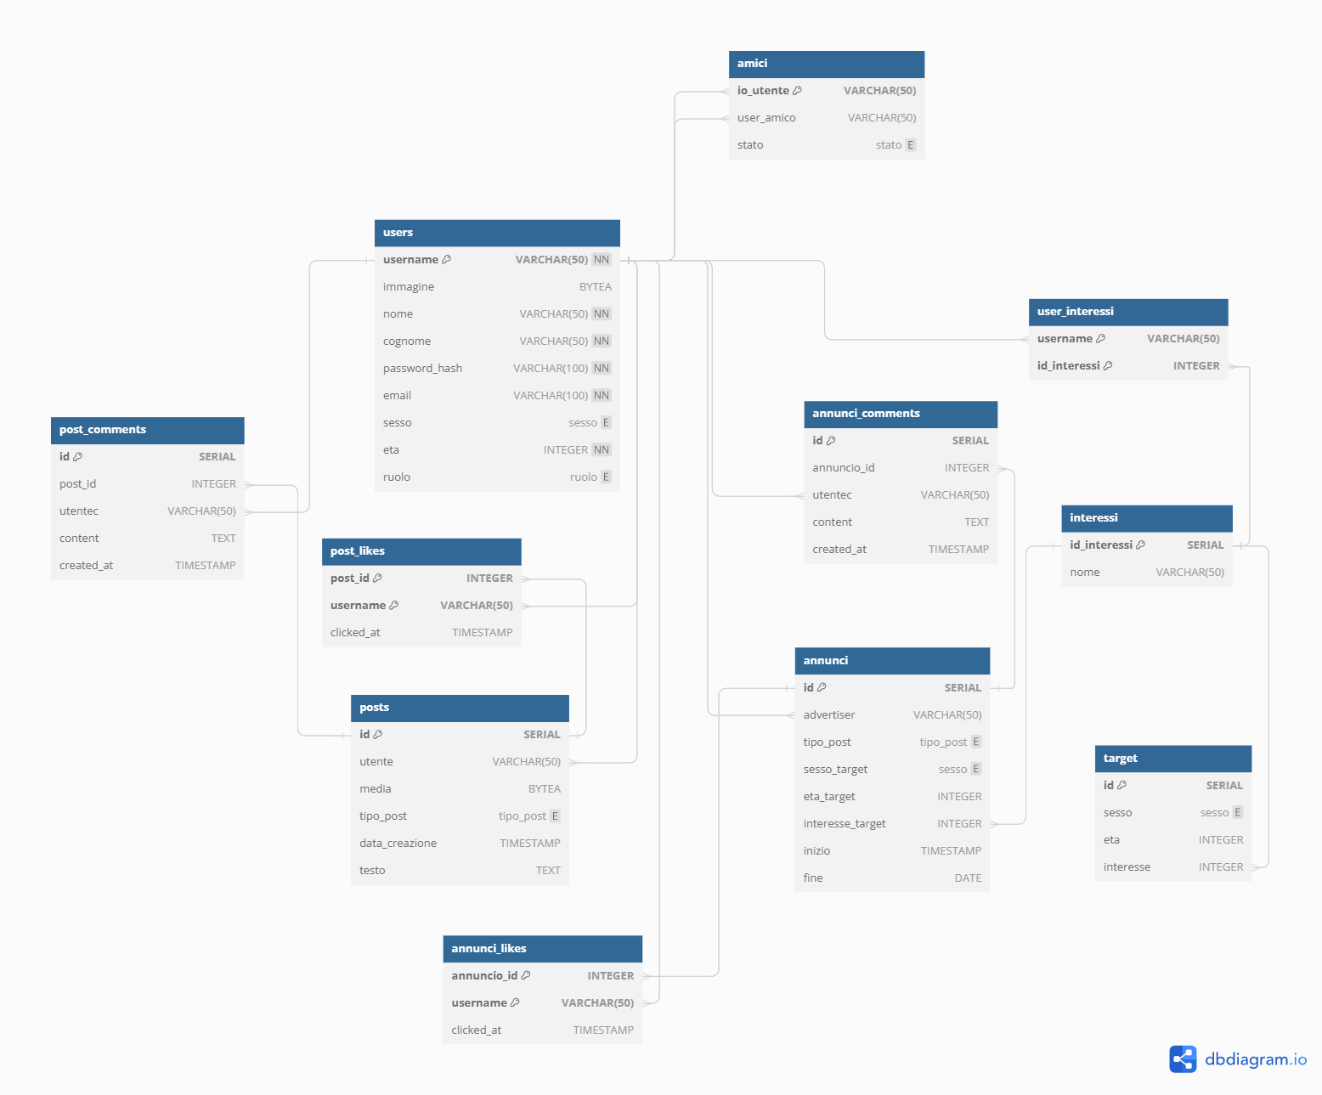 amici
io_utente VARCHAR(50)
user_amico VARCHAR(50)
stato stato E
users
username VARCHAR(50) NN
immagine BYTEA
nome VARCHAR(50) NN
cognome VARCHAR(50) NN
password_hash VARCHAR(100) NN
email VARCHAR(100) NN
sesso sesso E
eta INTEGER NN
ruolo ruolo E
user_interessi
username VARCHAR(50)
id_interessi INTEGER
post_comments
id SERIAL
post_id INTEGER
utentec VARCHAR(50)
content TEXT
created_at TIMESTAMP
annunci_comments
id SERIAL
annuncio_id INTEGER
utentec VARCHAR(50)
content TEXT
created_at TIMESTAMP
interessi
id_interessi SERIAL
nome VARCHAR(50)
post_likes
post_id INTEGER
username VARCHAR(50)
clicked_at TIMESTAMP
annunci
id SERIAL
advertiser VARCHAR(50)
tipo_post tipo_post E
sesso_target sesso E
eta_target INTEGER
interesse_target INTEGER
inizio TIMESTAMP
fine DATE
posts
id SERIAL
utente VARCHAR(50)
media BYTEA
tipo_post tipo_post E
data_creazione TIMESTAMP
testo TEXT
target
id SERIAL
sesso sesso E
eta INTEGER
interesse INTEGER
annunci_likes
annuncio_id INTEGER
username VARCHAR(50)
clicked_at TIMESTAMP
dbdiagram.io